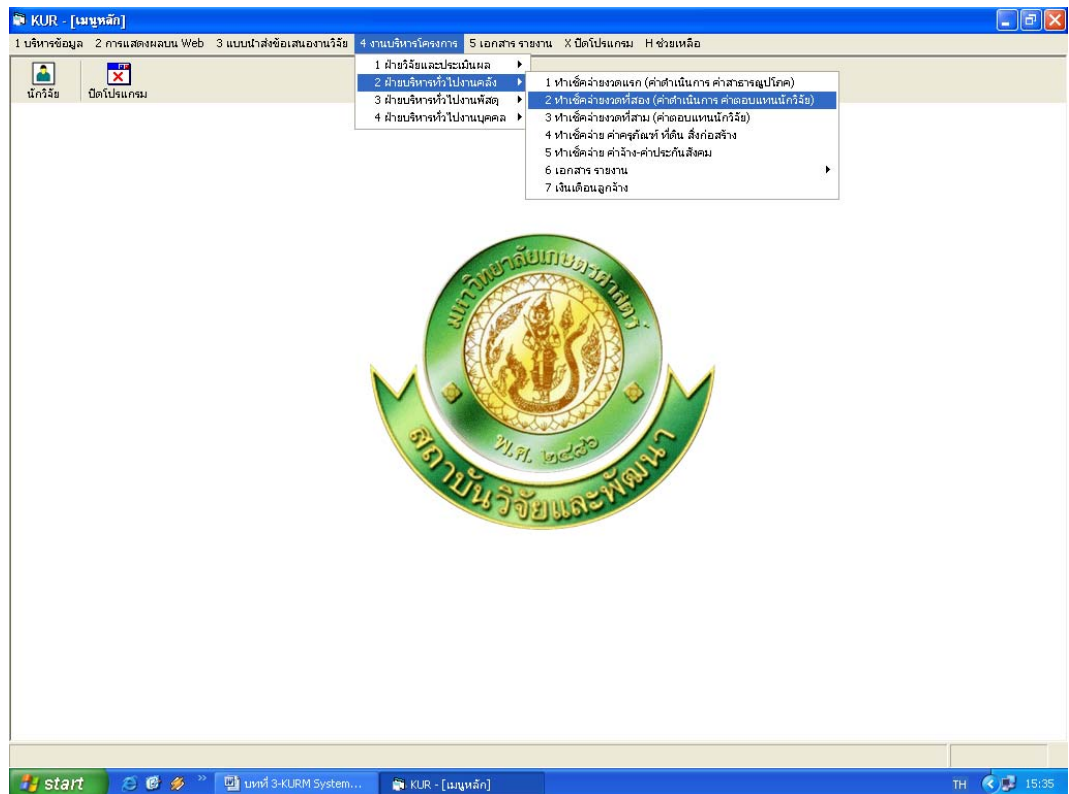 KUR - [เมนูหลัก]
1 บริหารข้อมูล 2 การแสดงผลบน Web 3 แบบนำส่งข้อเสนองานวิจัย 4 งานบริหารโครงการ 5 เอกสาร รายงาน X ปิดโปรแกรม H ช่วยเหลือ
นักวิจัย ปิดโปรแกรม
1 ฝ่ายวิจัยและประเมินผล
2 ฝ่ายบริหารทั่วไปงานคลัง
3 ฝ่ายบริหารทั่วไปงานพัสดุ
4 ฝ่ายบริหารทั่วไปงานบุคคล
1 ทำเช็คจ่ายงวดแรก (ค่าดำเนินการ ค่าสาธารณูปโภค)
2 ทำเช็คจ่ายงวดที่สอง (ค่าดำเนินการ ค่าตอบแทนนักวิจัย)
3 ทำเช็คจ่ายงวดที่สาม (ค่าตอบแทนนักวิจัย)
4 ทำเช็คจ่าย ค่าครุภัณฑ์ ที่ดิน สิ่งก่อสร้าง
5 ทำเช็คจ่าย ค่าจ้าง-ค่าประกันสังคม
6 เอกสาร รายงาน
7 เงินเดือนลูกจ้าง
มหาวิทยาลัยเกษตรศาสตร์
พ.ศ. ๒๔๘๖
สถาบันวิจัยและพัฒนา
start
บทที่ 3-KURM System...
KUR - [เมนูหลัก]
TH
15:35